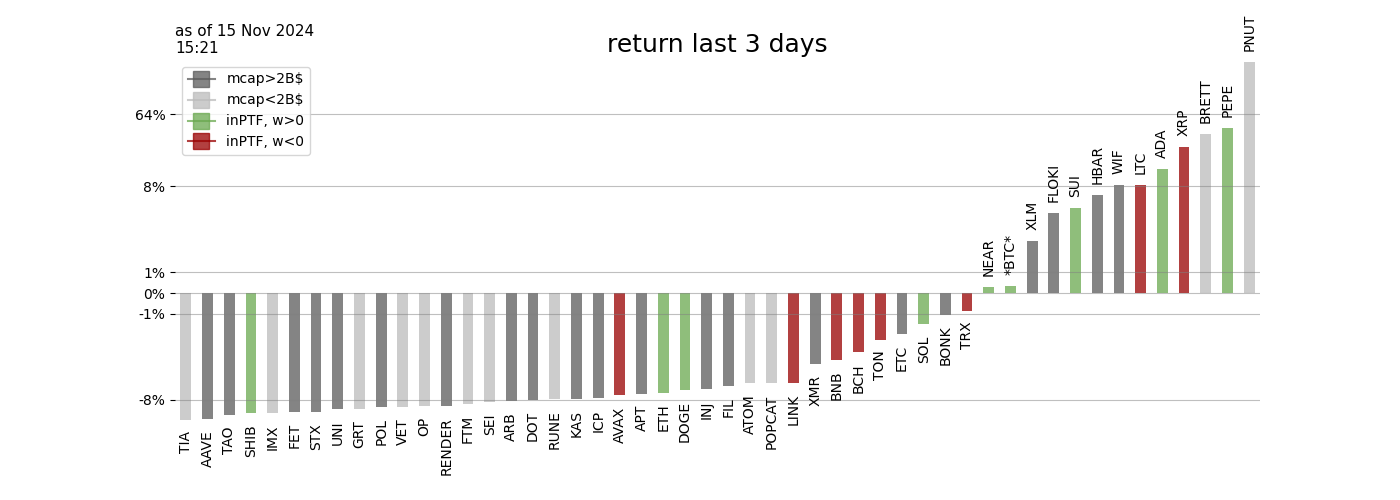 as of 15 Nov 2024
15:21
return last 3 days
mcap>2B$
mcap<2B$
inPTF, w>0
inPTF, w<0
64%
8%
1%
0%
-1%
-8%
TIA
AAVE
TAO
SHIB
IMX
FET
STX
UNI
GRT
POL
VET
OP
RENDER
FTM
SEI
ARB
DOT
RUNE
KAS
ICP
AVAX
APT
ETH
DOGE
INJ
FIL
ATOM
POPCAT
LINK
XMR
BNB
BCH
TON
ETC
SOL
BONK
TRX
NEAR
*BTC*
XLM
FLOKI
SUI
HBAR
WIF
LTC
ADA
XRP
BRETT
PEPE
PNUT